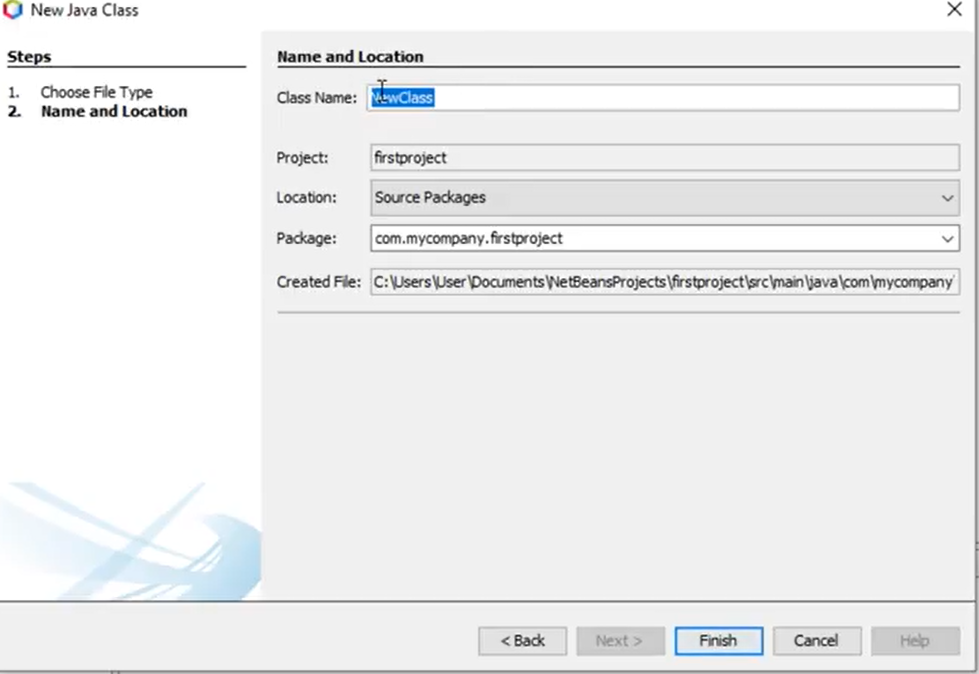 New Java Class
Steps
1. Choose File Type
2. Name and Location
Name and Location
Class Name: NewClass
Project: firstproject
Location: Source Packages
Package: com.mycompany.firstproject
Created File: C:\Users\User\Documents\NetBeansProjects\firstproject\src\main\java\com\mycompany
< Back Next > Finish Cancel Help